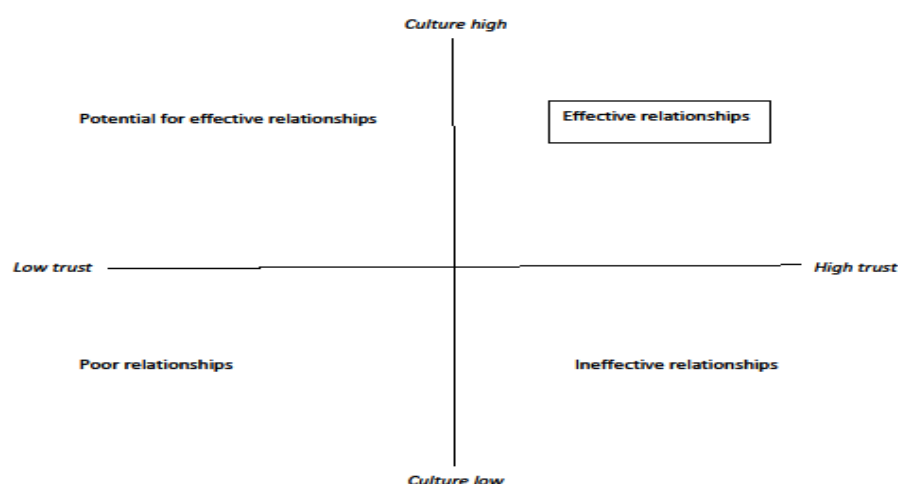 Culture high
Potential for effective relationships
Effective relationships
Low trust
High trust
Poor relationships
Ineffective relationships
Culture low